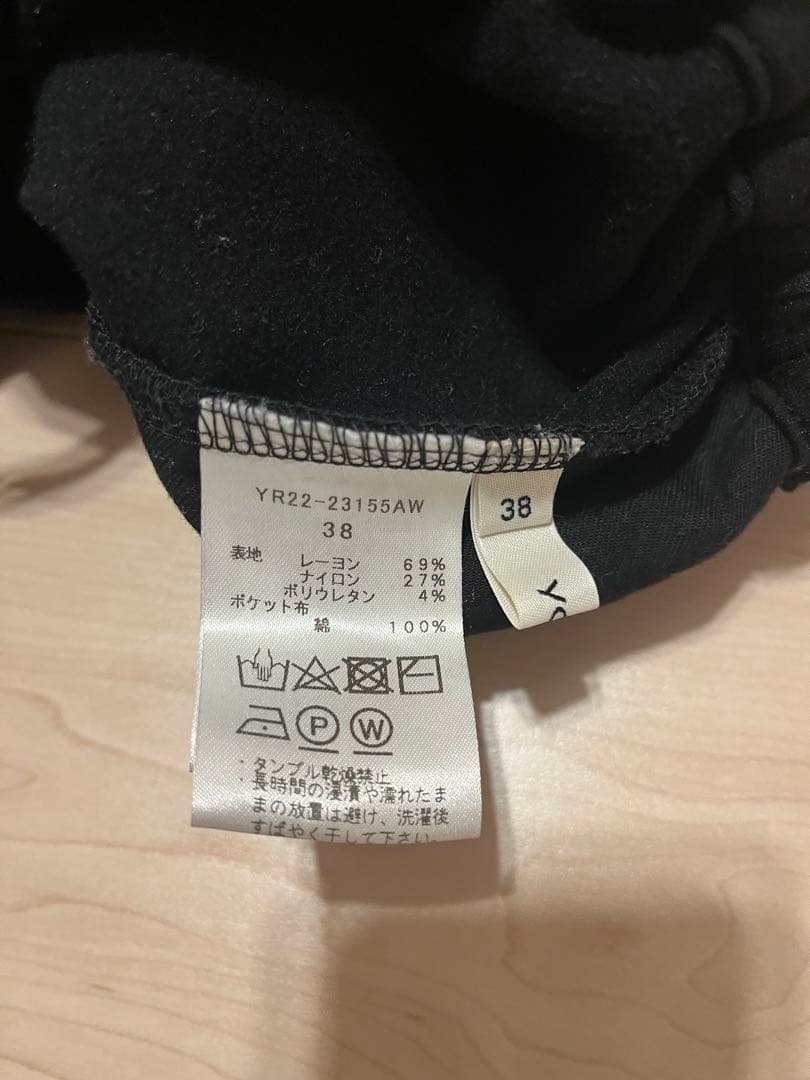 YR22-23155AW
38
表地 レーヨン 69%
ナイロン 27%
ポリウレタン 4%
ポケット布
綿 100%
P W
・タンブル乾燥禁止
・長時間の浸漬や濡れたま
まの放置は避け、洗濯後
すばやく干して下さい。
38